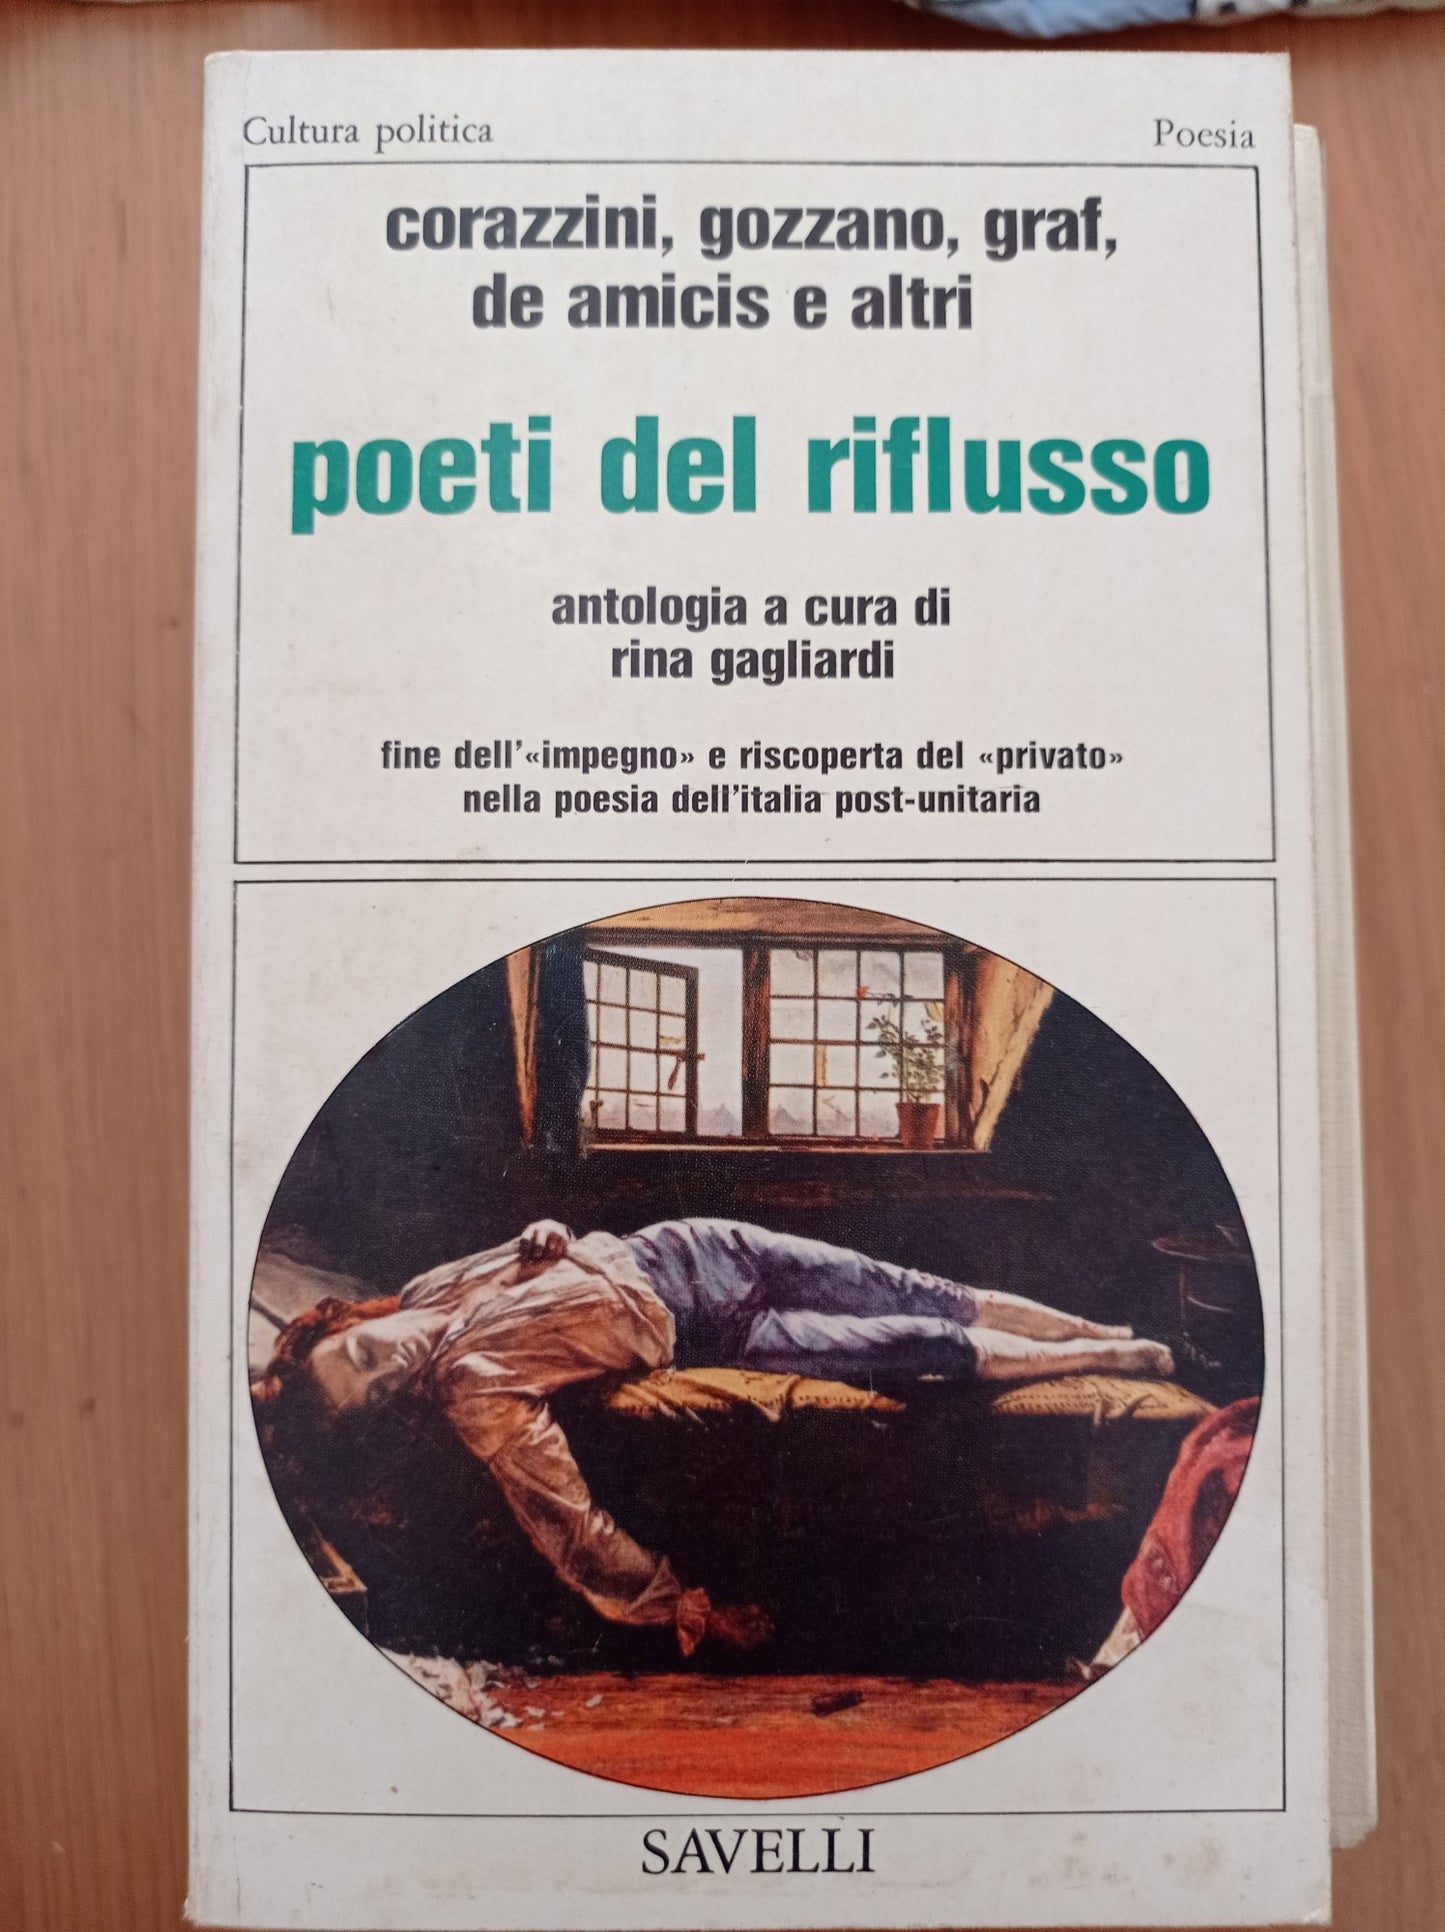 Cultura politica
Poesia
corazzini, gozzano, graf,
de amicis e altri
poeti del riflusso
antologia a cura di
rina gagliardi
fine dell'«impegno» e riscoperta del «privato»
nella poesia dell'italia post-unitaria
SAVELLI